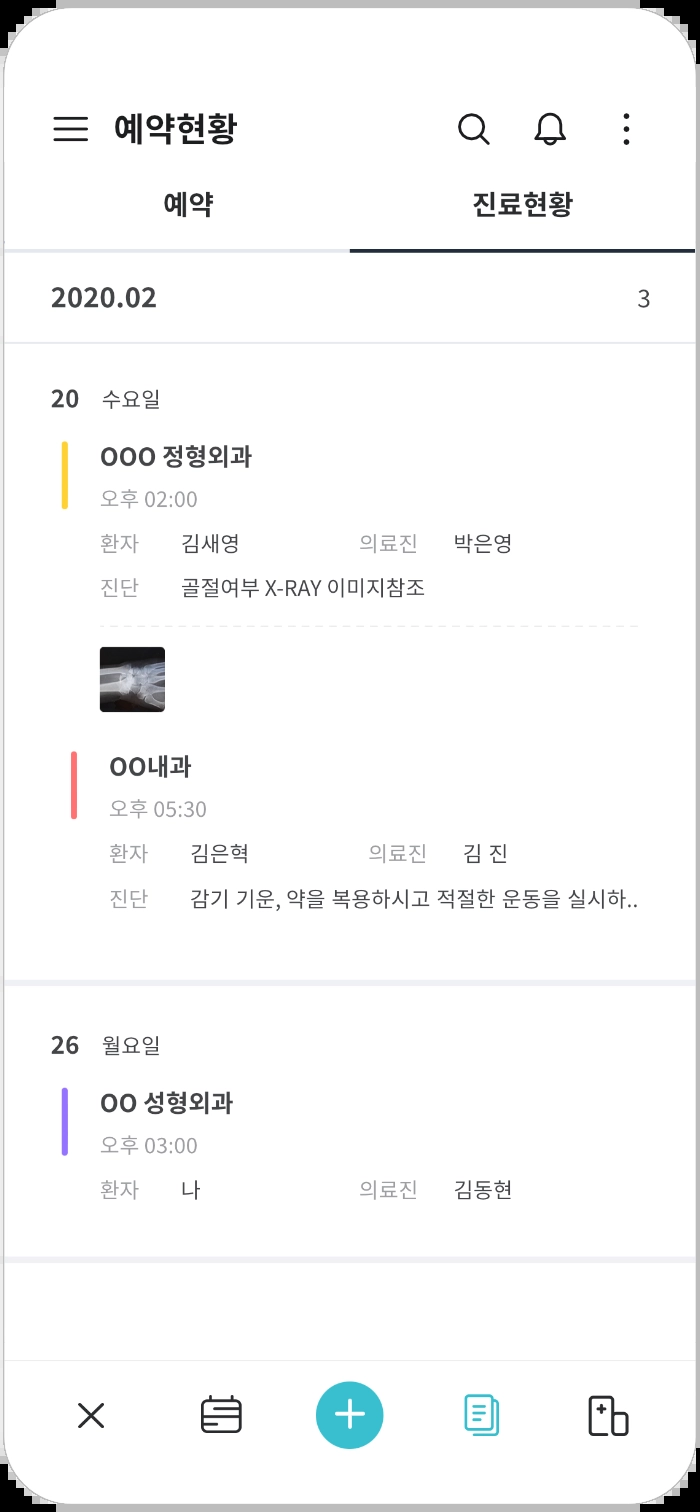 예약현황
예약 진료현황
2020.02 3
20 수요일
OOO 정형외과
오후 02:00
환자 김새영 의료진 박은영
진단 골절여부 X-RAY 이미지참조
OO내과
오후 05:30
환자 김은혁 의료진 김 진
진단 감기 기운, 약을 복용하시고 적절한 운동을 실시하..
26 월요일
OO 성형외과
오후 03:00
환자 나 의료진 김동현